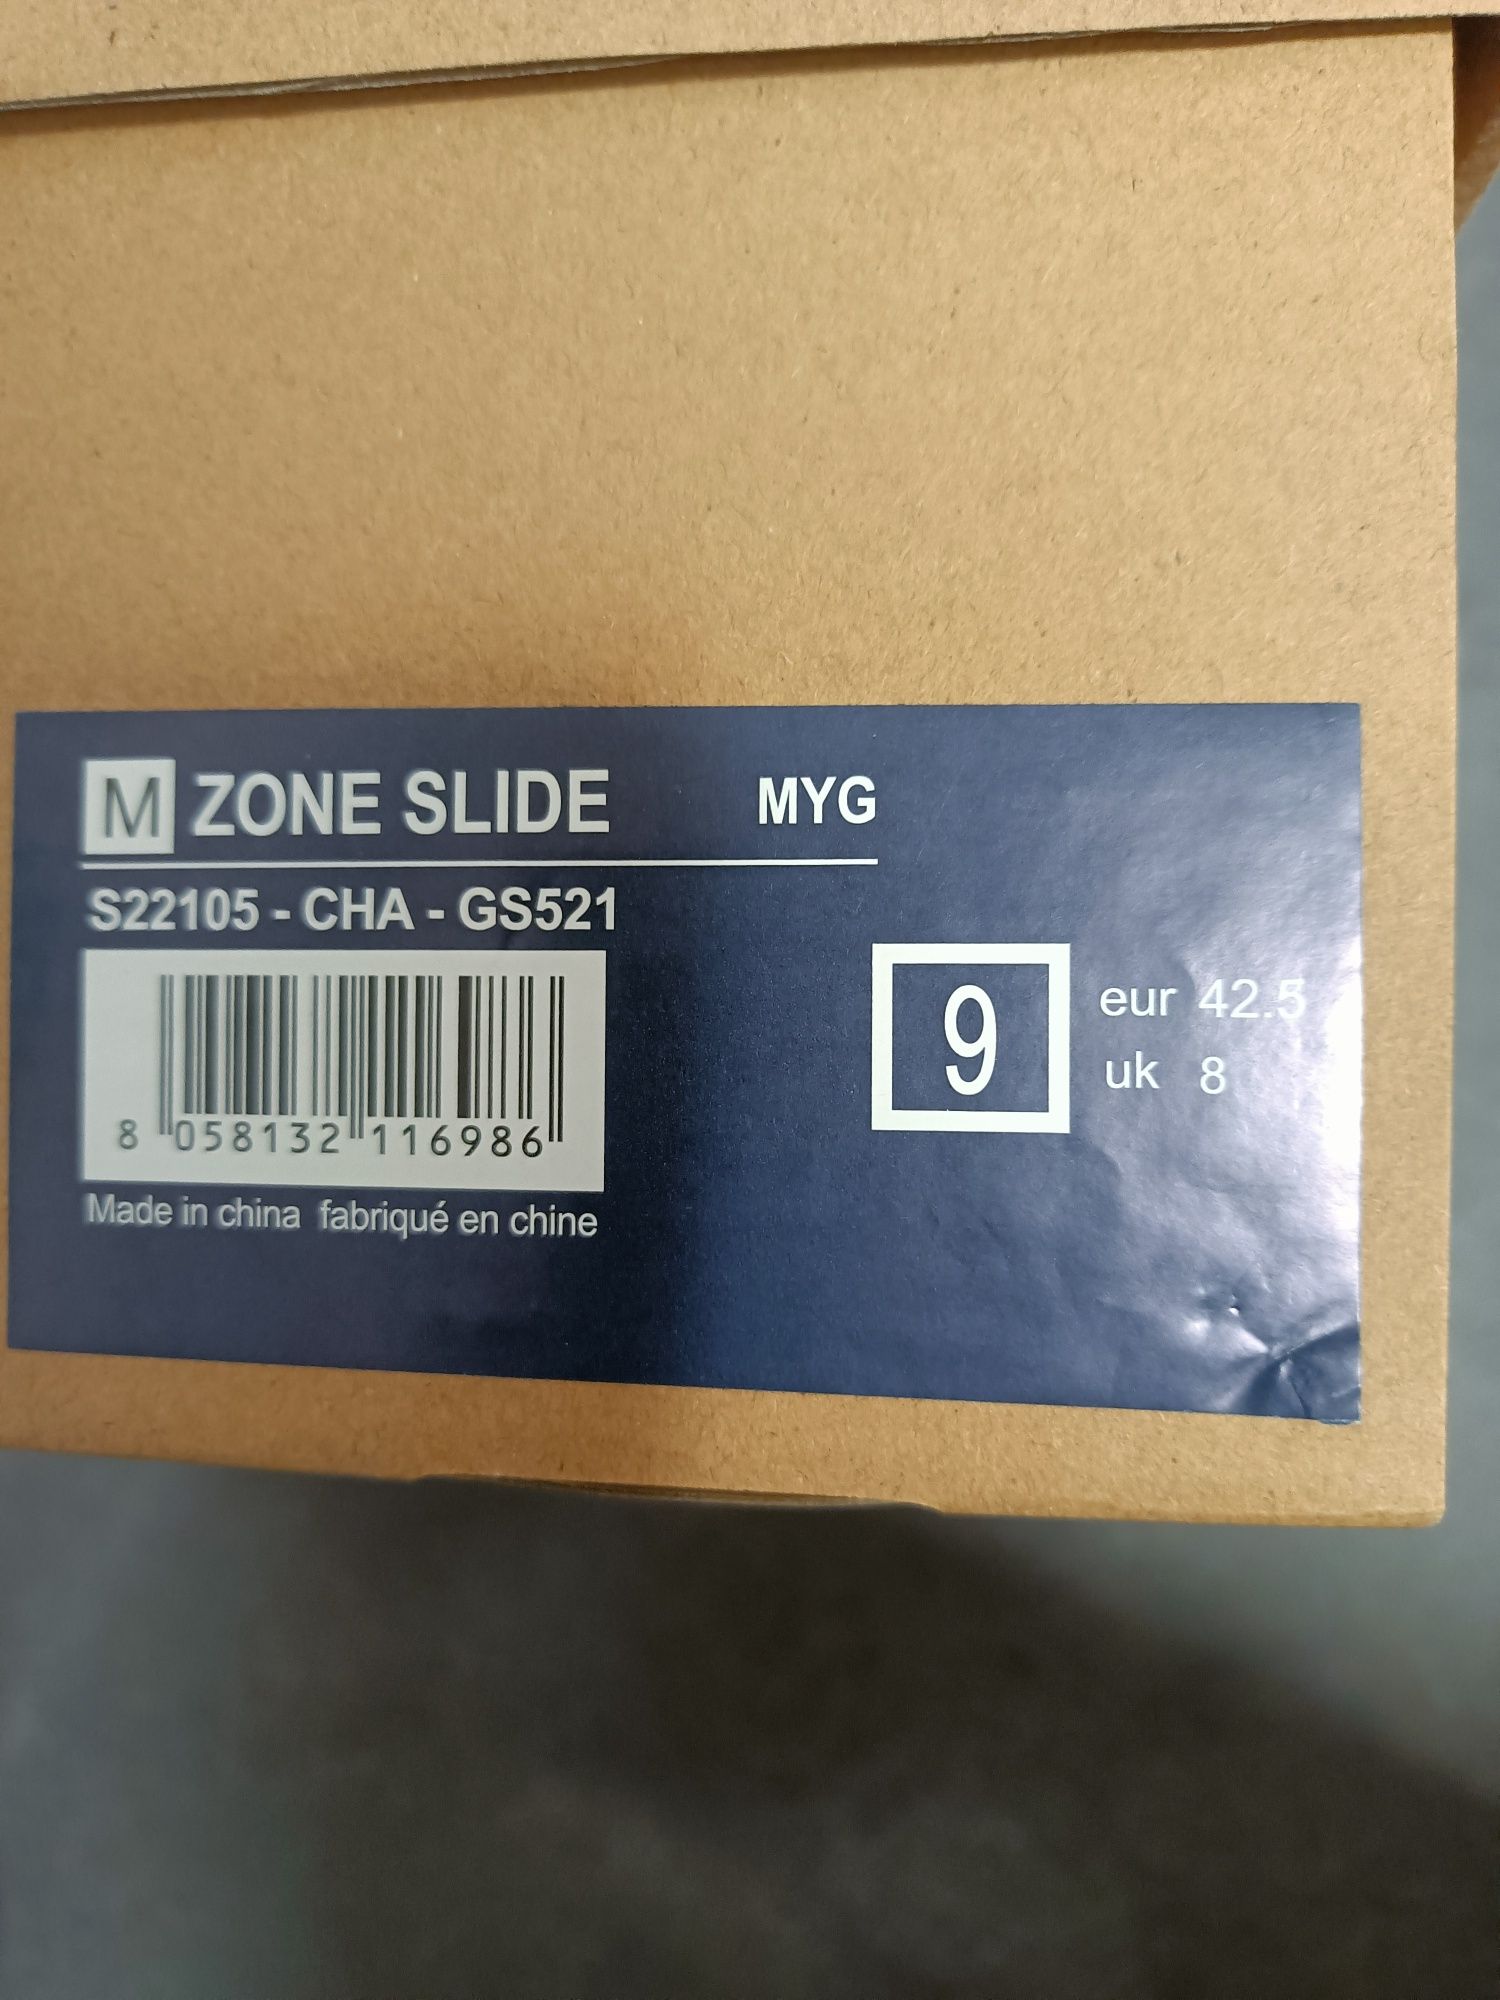 M ZONE SLIDE MYG
S22105 - CHA - GS521
8 058132 116986
Made in china fabriqué en chine
9
eur 42.5
uk 8